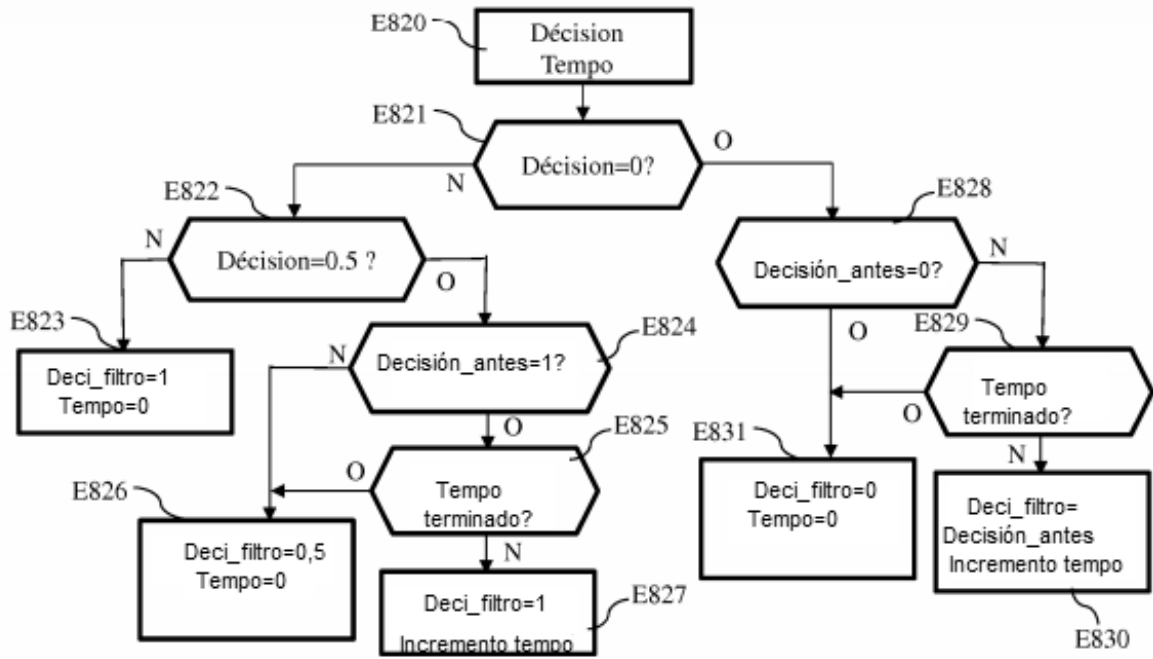 E820
Décision
Tempo
E821
Décision=0?
N
O
E822
Décision=0.5 ?
N
O
E828
Decisión_antes=0?
N
O
E823
Deci_filtro=1
Tempo=0
E824
Decisión_antes=1?
N
O
E829
Tempo
terminado?
O
N
E825
Tempo
terminado?
O
N
E826
Deci_filtro=0,5
Tempo=0
E827
Deci_filtro=1
Incremento tempo
E831
Deci_filtro=0
Tempo=0
Deci_filtro=
Decisión_antes
Incremento tempo
E830